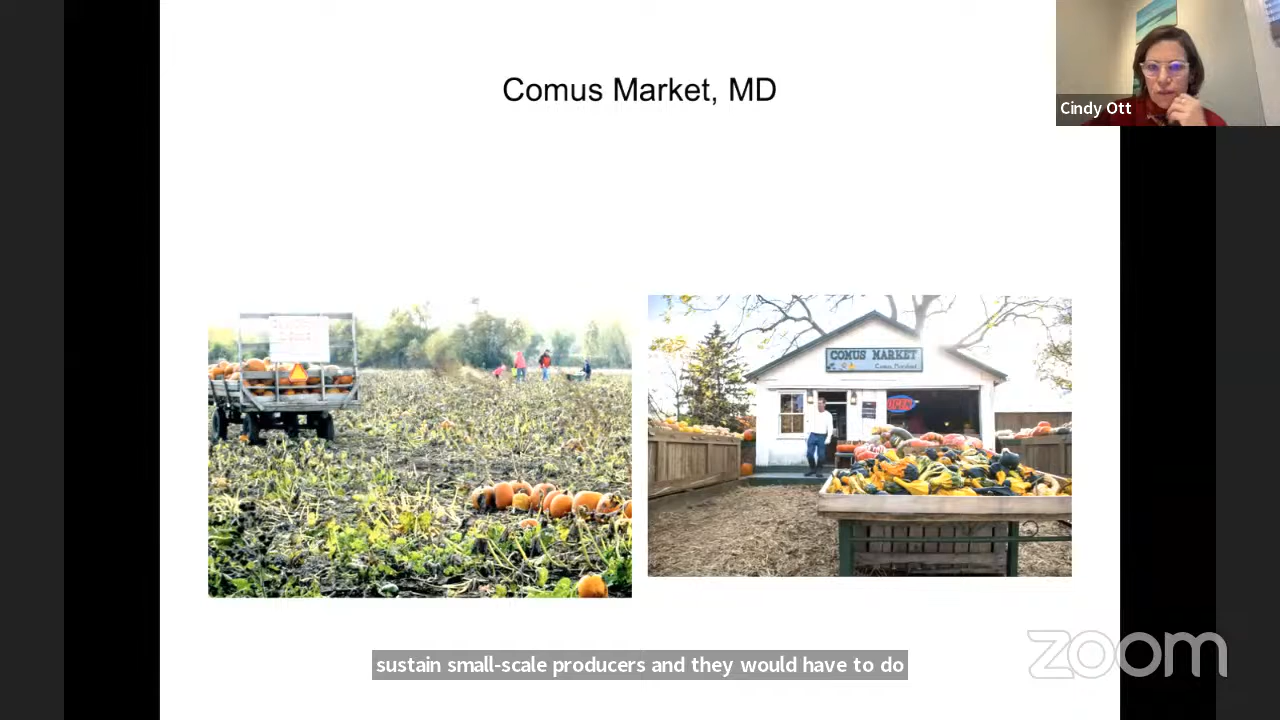 Comus Market, MD
Cindy Ott
COMUS MARKET
Comus, Maryland
OPEN
sustain small-scale producers and they would have to do
zoom